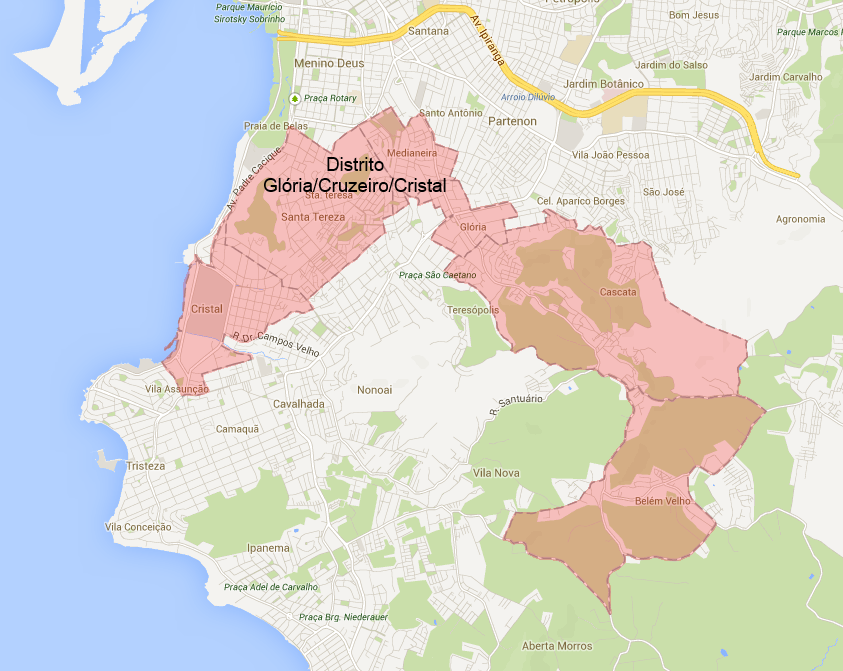 Petrópolis
Parque Maurício
Sirotsky Sobrinho
Bom Jesus
Santana
Av. Ipiranga
Parque Marcos R
Menino Deus
Jardim do Salso
Jardim Carvalho
Jardim Botânico
Praça Rotary
Arroio Dilúvio
Santo Antônio
Partenon
Praia de Belas
Medianeira
Vila João Pessoa
Distrito
Glória/Cruzeiro/Cristal
Av. Padre Cacique
Sta. Teresa
São José
Cel. Aparício Borges
Santa Tereza
Agronomia
Glória
Praça São Caetano
Cascata
Cristal
Teresópolis
R. Dr. Campos Velho
Vila Assunção
Nonoai
R. Santuário
Cavalhada
Camaquã
Tristeza
Vila Nova
Belém Velho
Vila Conceição
Ipanema
Praça Adel de Carvalho
Praça Brg. Niederauer
Aberta Morros